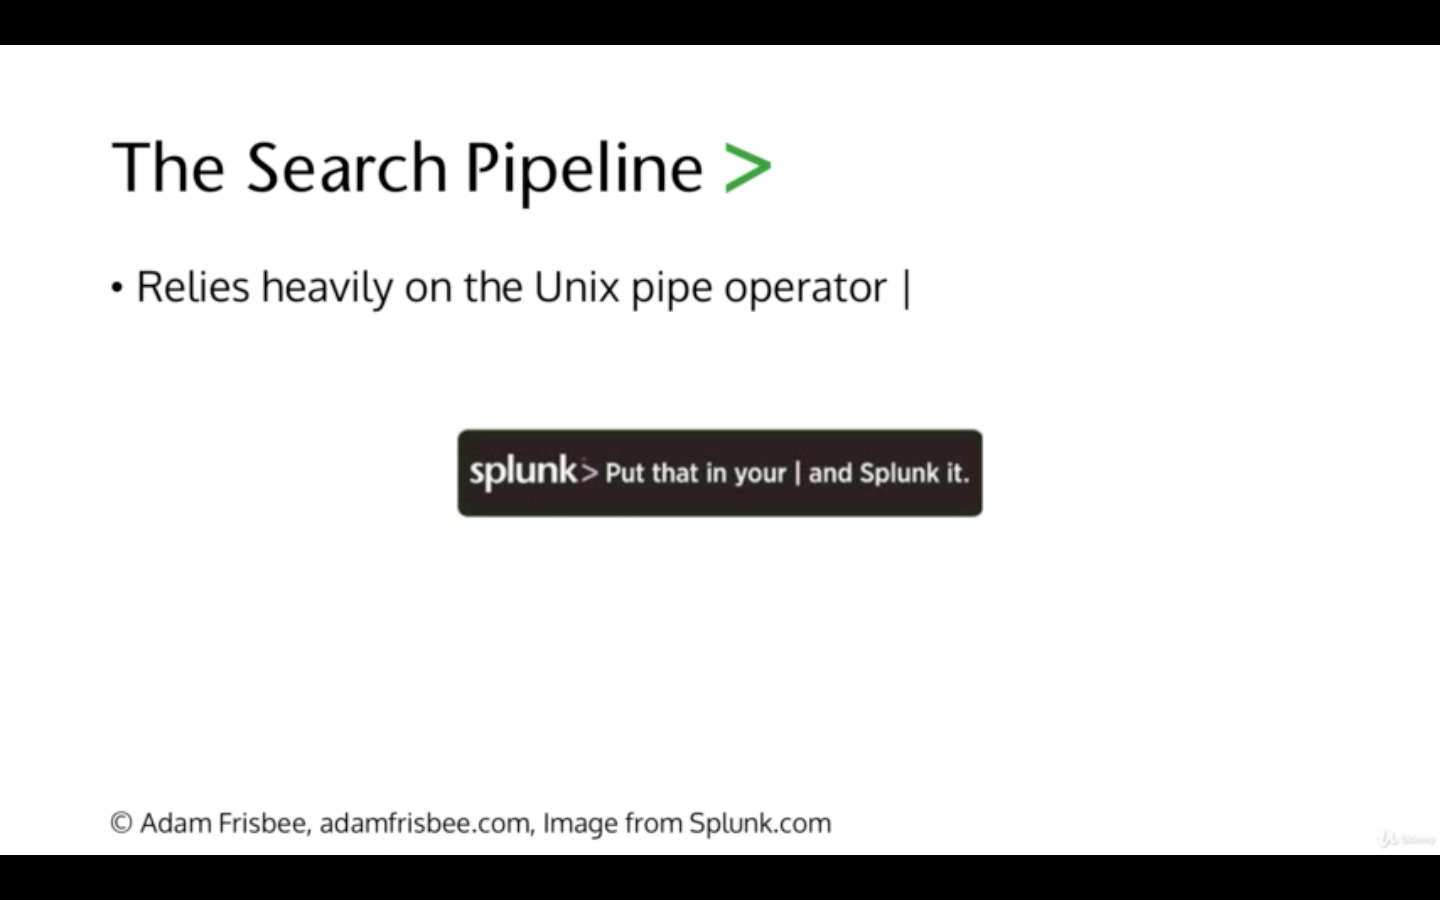 The Search Pipeline >
• Relies heavily on the Unix pipe operator |
splunk> Put that in your | and Splunk it.
© Adam Frisbee, adamfrisbee.com, Image from Splunk.com
Udemy